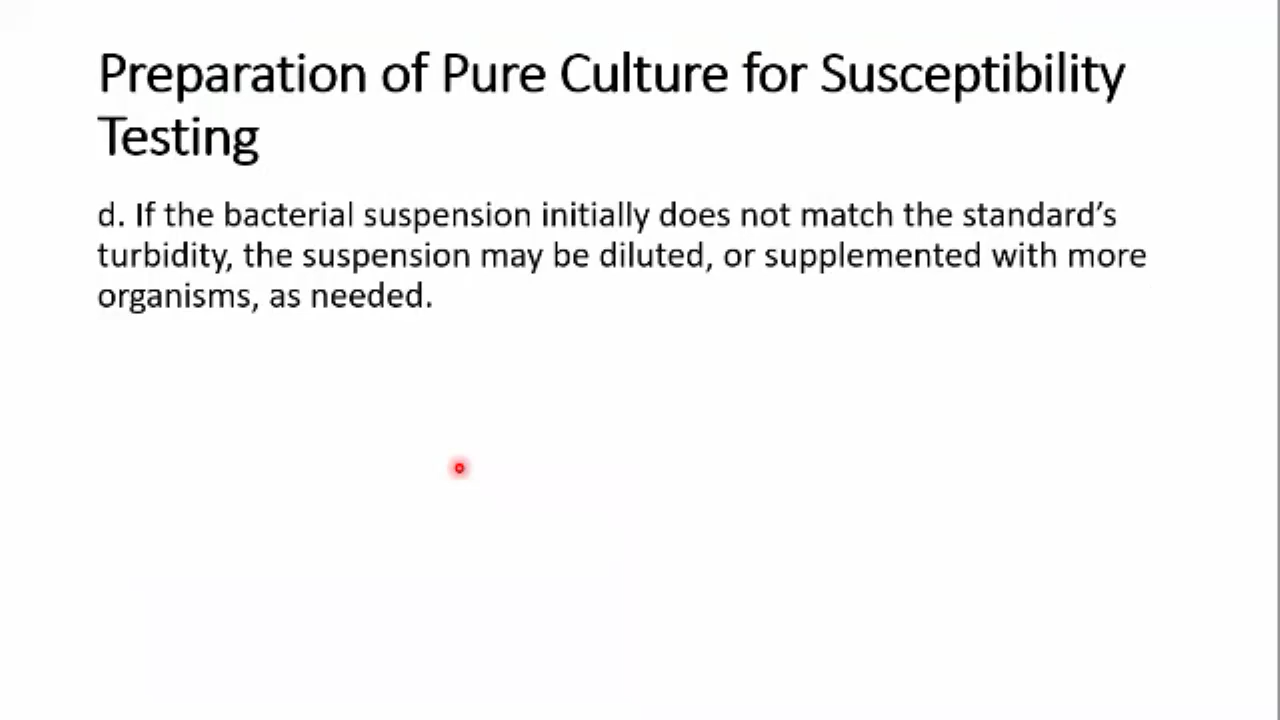 Preparation of Pure Culture for Susceptibility
Testing
d. If the bacterial suspension initially does not match the standard’s
turbidity, the suspension may be diluted, or supplemented with more
organisms, as needed.